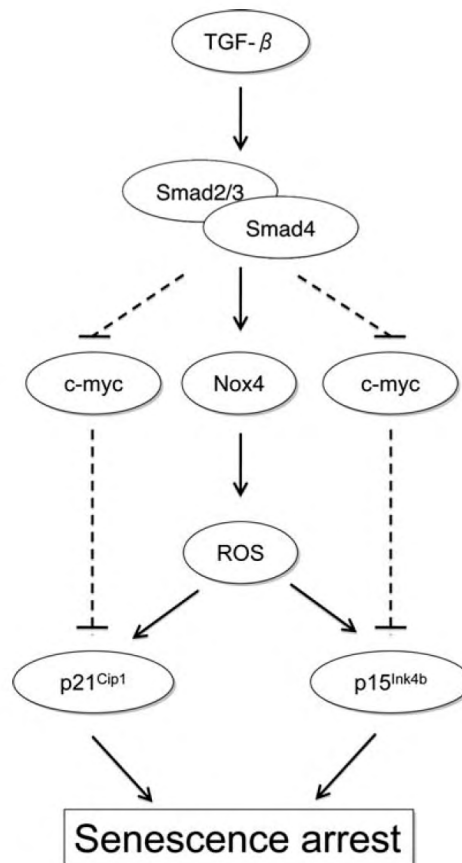 TGF-β
Smad2/3
Smad4
c-myc
Nox4
c-myc
ROS
p21Cip1
p15Ink4b
Senescence arrest